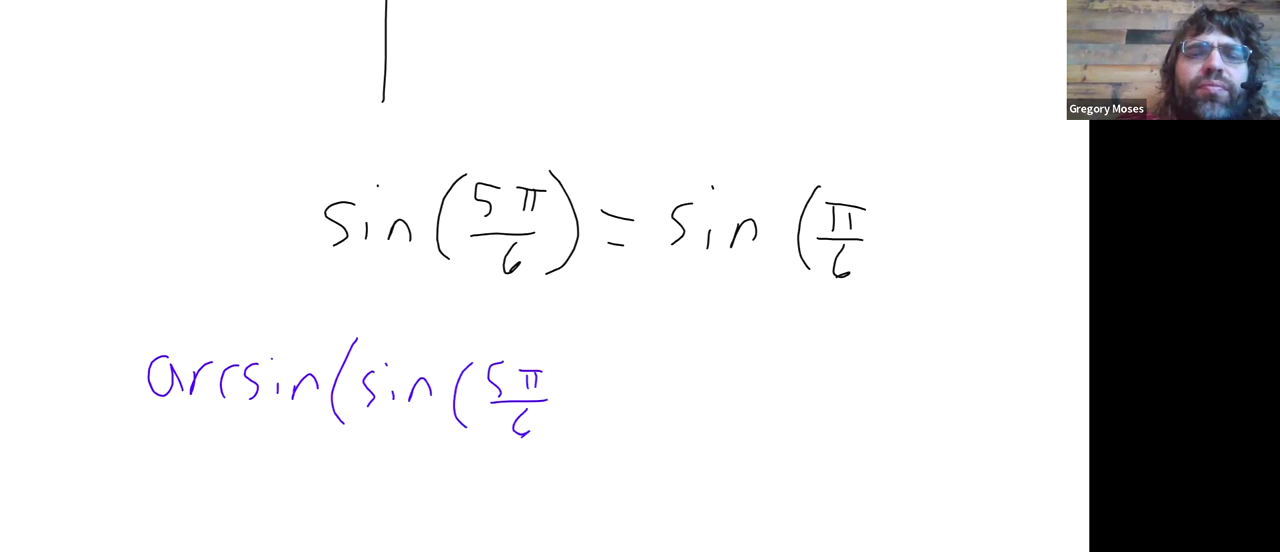 Gregory Moses
sin(5π/6) = sin(π/6
arcsin(sin(5π/6